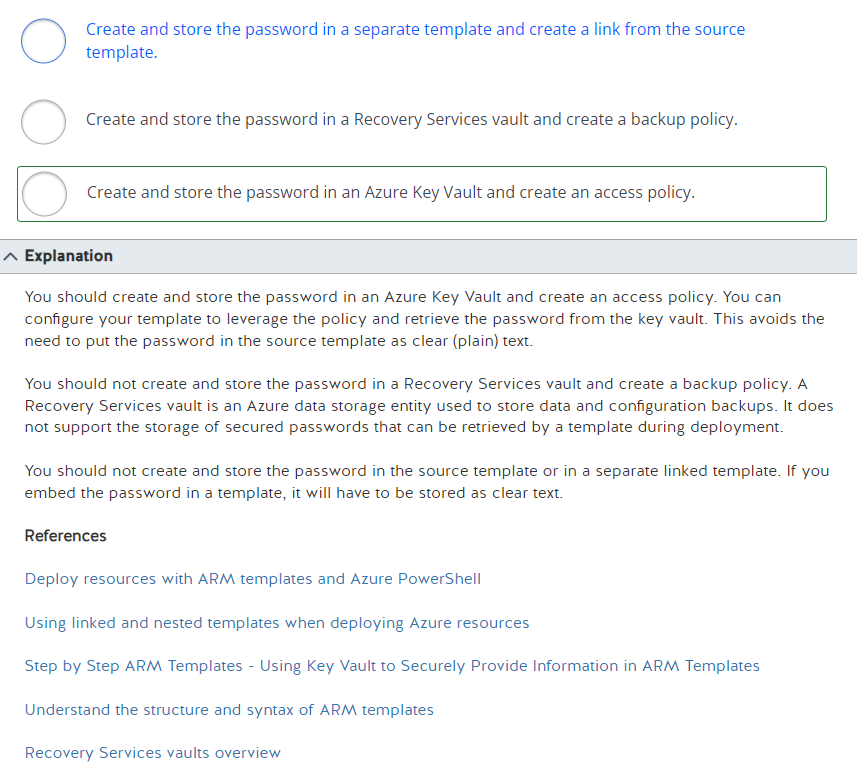 Create and store the password in a separate template and create a link from the source
template.
Create and store the password in a Recovery Services vault and create a backup policy.
Create and store the password in an Azure Key Vault and create an access policy.
Explanation
You should create and store the password in an Azure Key Vault and create an access policy. You can
configure your template to leverage the policy and retrieve the password from the key vault. This avoids the
need to put the password in the source template as clear (plain) text.
You should not create and store the password in a Recovery Services vault and create a backup policy. A
Recovery Services vault is an Azure data storage entity used to store data and configuration backups. It does
not support the storage of secured passwords that can be retrieved by a template during deployment.
You should not create and store the password in the source template or in a separate linked template. If you
embed the password in a template, it will have to be stored as clear text.
References
Deploy resources with ARM templates and Azure PowerShell
Using linked and nested templates when deploying Azure resources
Step by Step ARM Templates - Using Key Vault to Securely Provide Information in ARM Templates
Understand the structure and syntax of ARM templates
Recovery Services vaults overview